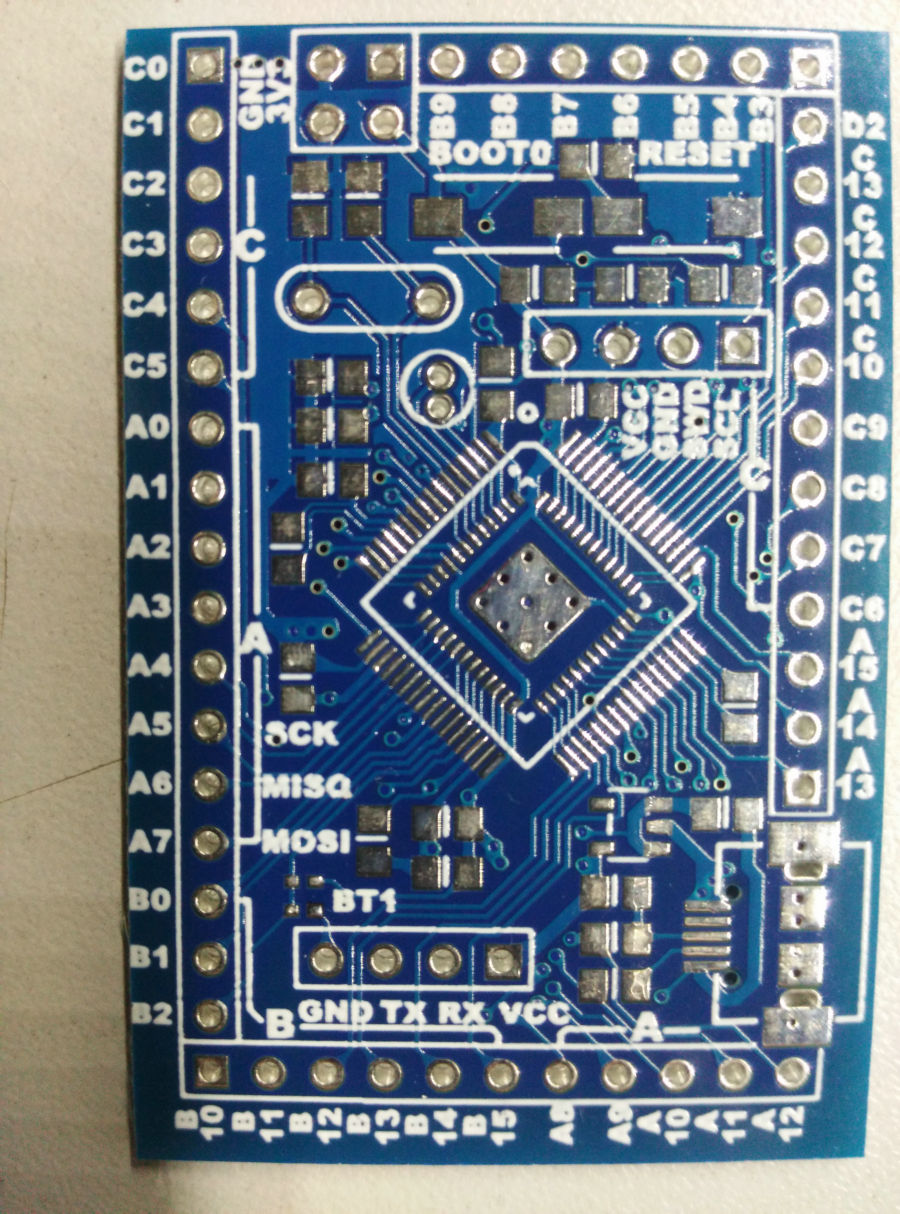 C0
C1
C2
C3
C4
C5
A0
A1
A2
A3
A4
A5
A6
A7
B0
B1
B2
GND
3V3
B9
B8
B7
B6
B5
B4
B3
BOOT0
RESET
C
VCC
GND
SCL
C
A
SCK
MISO
MOSI
BT1
GND TX RX VCC
B
A
D2
C
13
C
12
C
11
C
10
C9
C8
C7
C6
A
15
A
14
A
13
B
10
B
11
B
12
B
13
B
14
B
15
A8
A9
A
10
A
11
A
12